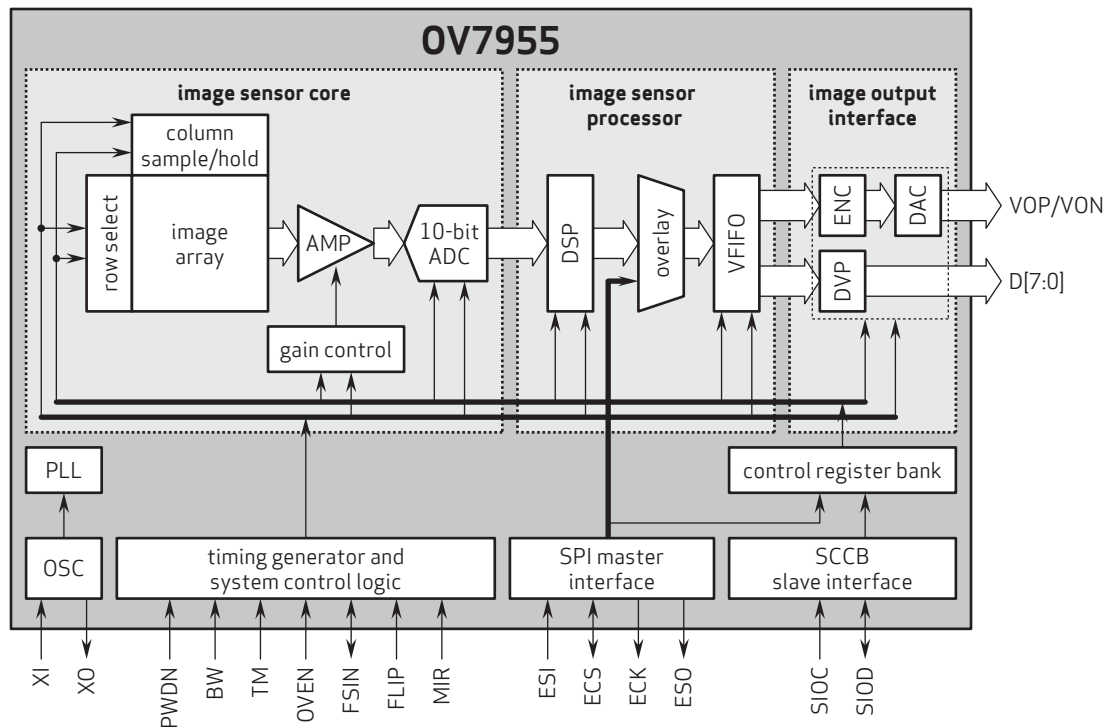 OV7955
image sensor core
image sensor
processor
image output
interface
column
sample/hold
row select
image
array
AMP
10-bit
ADC
gain control
DSP
overlay
VFIFO
ENC
DAC
DVP
VOP/VON
D[7:0]
PLL
control register bank
OSC
timing generator and
system control logic
SPI master
interface
SCCB
slave interface
XI
XO
PWDN
BW
TM
OVEN
FSIN
FLIP
MIR
ESI
ECS
ECK
ESO
SIOC
SIOD